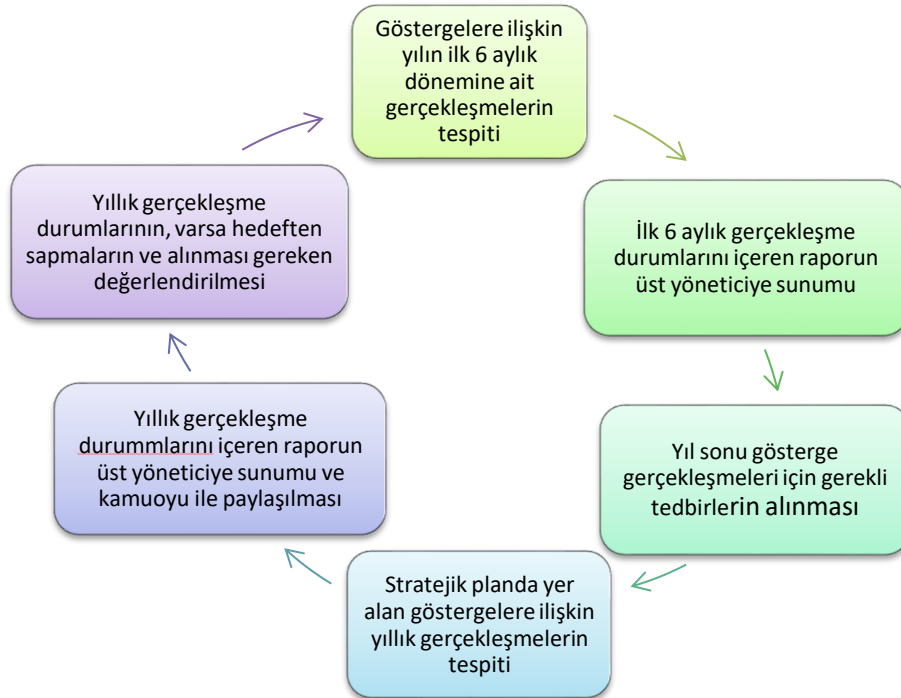 Göstergelere ilişkin
yılın ilk 6 aylık
dönemine ait
gerçekleşmelerin
tespiti
İlk 6 aylık gerçekleşme
durumlarını içeren raporun
üst yöneticiye sunumu
Yıl sonu gösterge
gerçekleşmeleri için gerekli
tedbirlerin alınması
Stratejik planda yer
alan göstergelere ilişkin
yıllık gerçekleşmelerin
tespiti
Yıllık gerçekleşme
durummlarını içeren raporun
üst yöneticiye sunumu ve
kamuoyu ile paylaşılması
Yıllık gerçekleşme
durumlarının, varsa hedeften
sapmaların ve alınması gereken
değerlendirilmesi